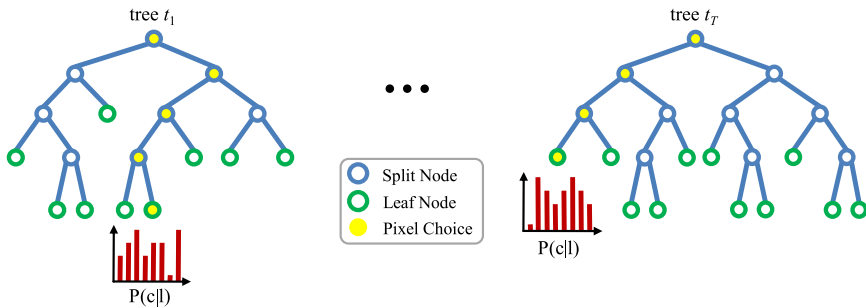 tree t1
tree tT
Split Node
Leaf Node
Pixel Choice
P(c|l)
P(c|l)